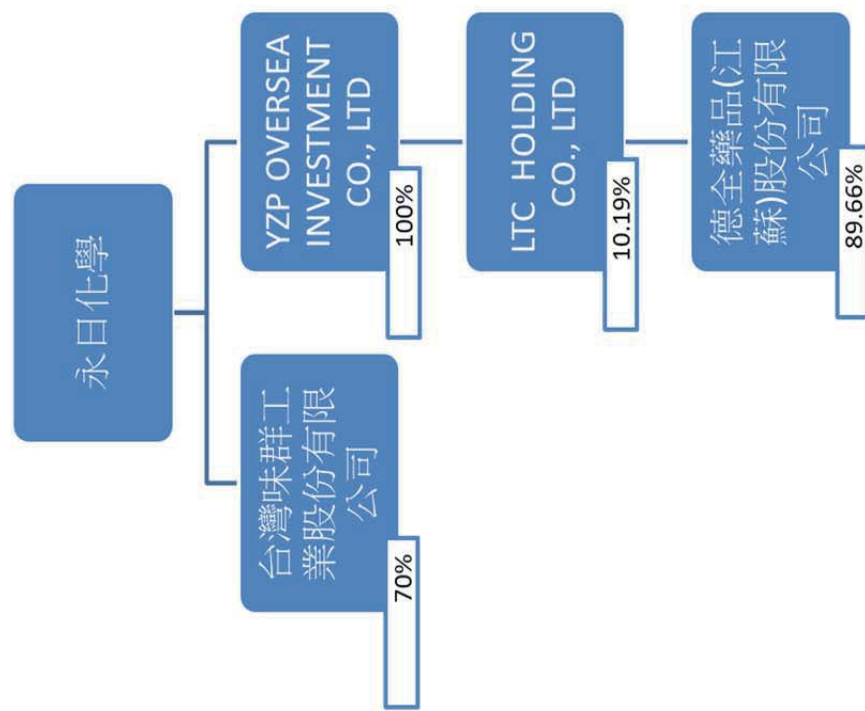 永日化學
台灣味群工
業股份有限
公司
70%
YZP OVERSEA
INVESTMENT
CO., LTD
100%
LTC HOLDING
CO., LTD
10.19%
德全藥品(江
蘇)股份有限
公司
89.66%